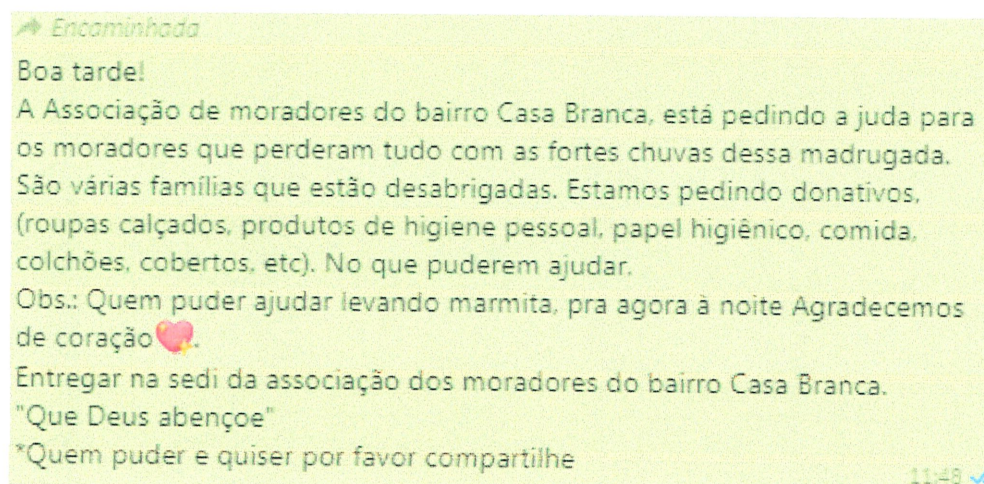 Encaminhada
Boa tarde!
A Associação de moradores do bairro Casa Branca, está pedindo a juda para
os moradores que perderam tudo com as fortes chuvas dessa madrugada.
São várias famílias que estão desabrigadas. Estamos pedindo donativos,
(roupas calçados, produtos de higiene pessoal, papel higiênico, comida,
colchões, cobertos, etc). No que puderem ajudar.
Obs.: Quem puder ajudar levando marmita, pra agora à noite Agradecemos
de coração💖.
Entregar na sedi da associação dos moradores do bairro Casa Branca.
"Que Deus abençoe"
*Quem puder e quiser por favor compartilhe
11:48